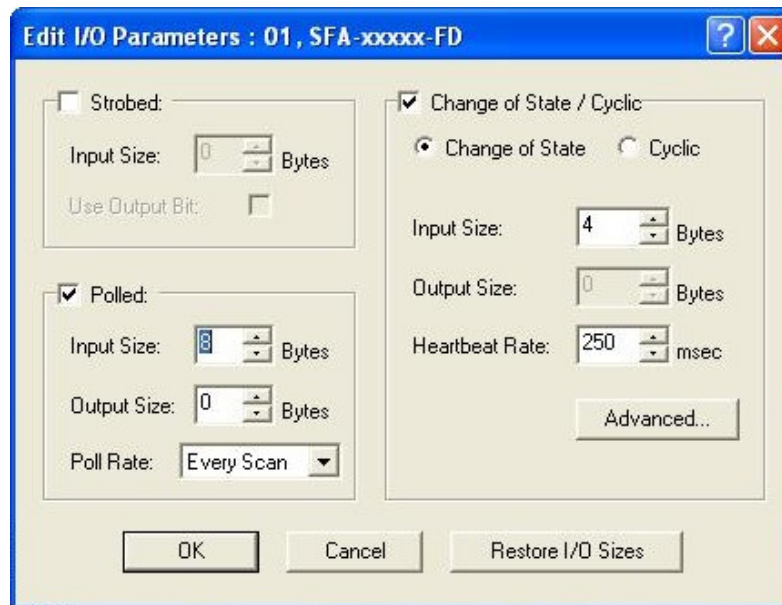 Edit I/O Parameters : 01, SFA-xxxxx-FD
Strobed:
Input Size: 0 Bytes
Use Output Bit:
Polled:
Input Size: 8 Bytes
Output Size: 0 Bytes
Poll Rate: Every Scan
Change of State / Cyclic
Change of State Cyclic
Input Size: 4 Bytes
Output Size: 0 Bytes
Heartbeat Rate: 250 msec
Advanced...
OK Cancel Restore I/O Sizes